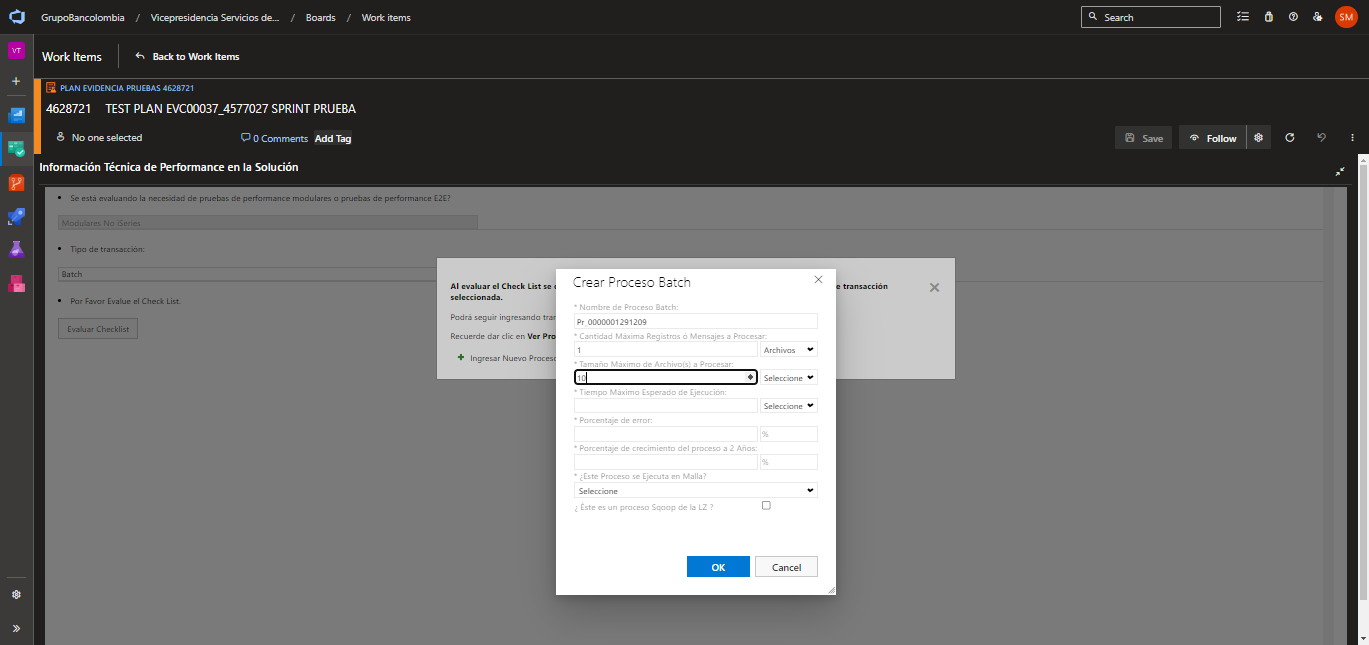 GrupoBancolombia / Vicepresidencia Servicios de... / Boards / Work items
Search
SM
VT
Work Items
Back to Work Items
PLAN EVIDENCIA PRUEBAS 4628721
4628721 TEST PLAN EVC00037_4577027 SPRINT PRUEBA
No one selected
0 Comments
Add Tag
Save
Follow
Información Técnica de Performance en la Solución
Se está evaluando la necesidad de pruebas de performance modulares o pruebas de performance E2E?
Modulares No iSeries
Tipo de transacción:
Batch
Por Favor Evalue el Check List.
Evaluar Checklist
Al evaluar el Check List se
e transacción
seleccionada.
Podrá seguir ingresando
Recuerde dar clic en Ver
Ingresar Nuevo Proceso
Crear Proceso Batch
* Nombre de Proceso Batch:
Pr_0000001291209
* Cantidad Máxima Registros ó Mensajes a Procesar:
1
Archivos
* Tamaño Máximo de Archivo(s) a Procesar:
10
Seleccione
* Tiempo Máximo Esperado de Ejecución:
Seleccione
* Porcentaje de error:
%
* Porcentaje de crecimiento del proceso a 2 Años:
%
* ¿Este Proceso se Ejecuta en Malla?
Seleccione
¿ Éste es un proceso Sqoop de la LZ ?
OK
Cancel